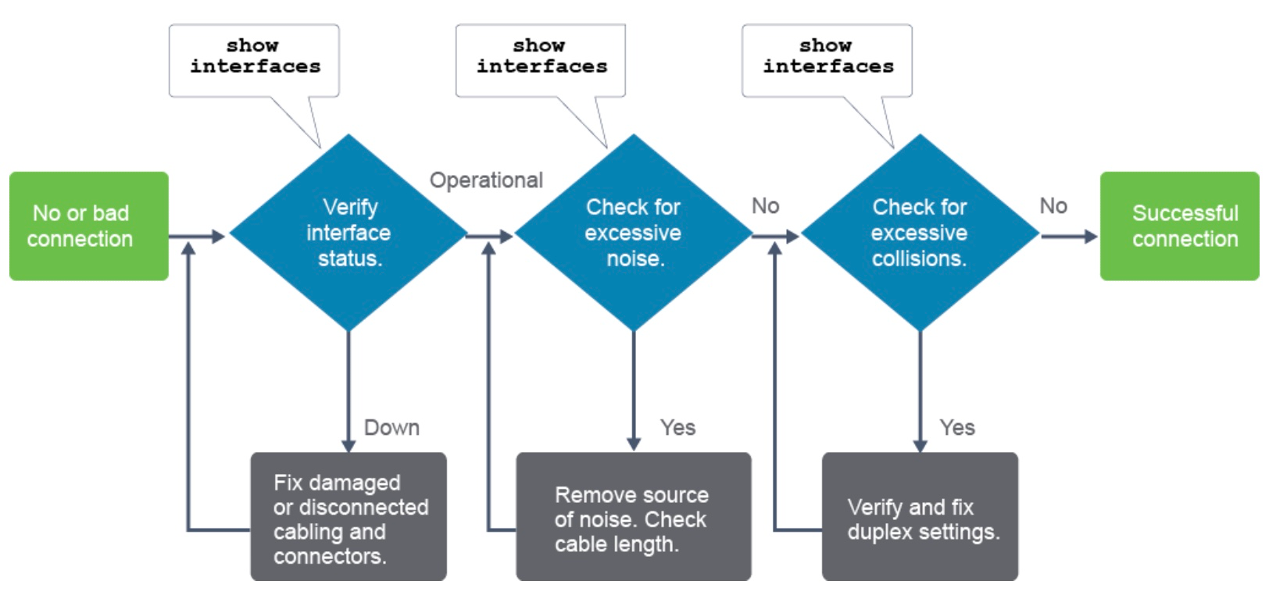 show
interfaces
show
interfaces
show
interfaces
No or bad
connection
Verify
interface
status.
Operational
Check for
excessive
noise.
No
Check for
excessive
collisions.
No
Successful
connection
Down
Yes
Yes
Fix damaged
or disconnected
cabling and
connectors.
Remove source
of noise. Check
cable length.
Verify and fix
duplex settings.